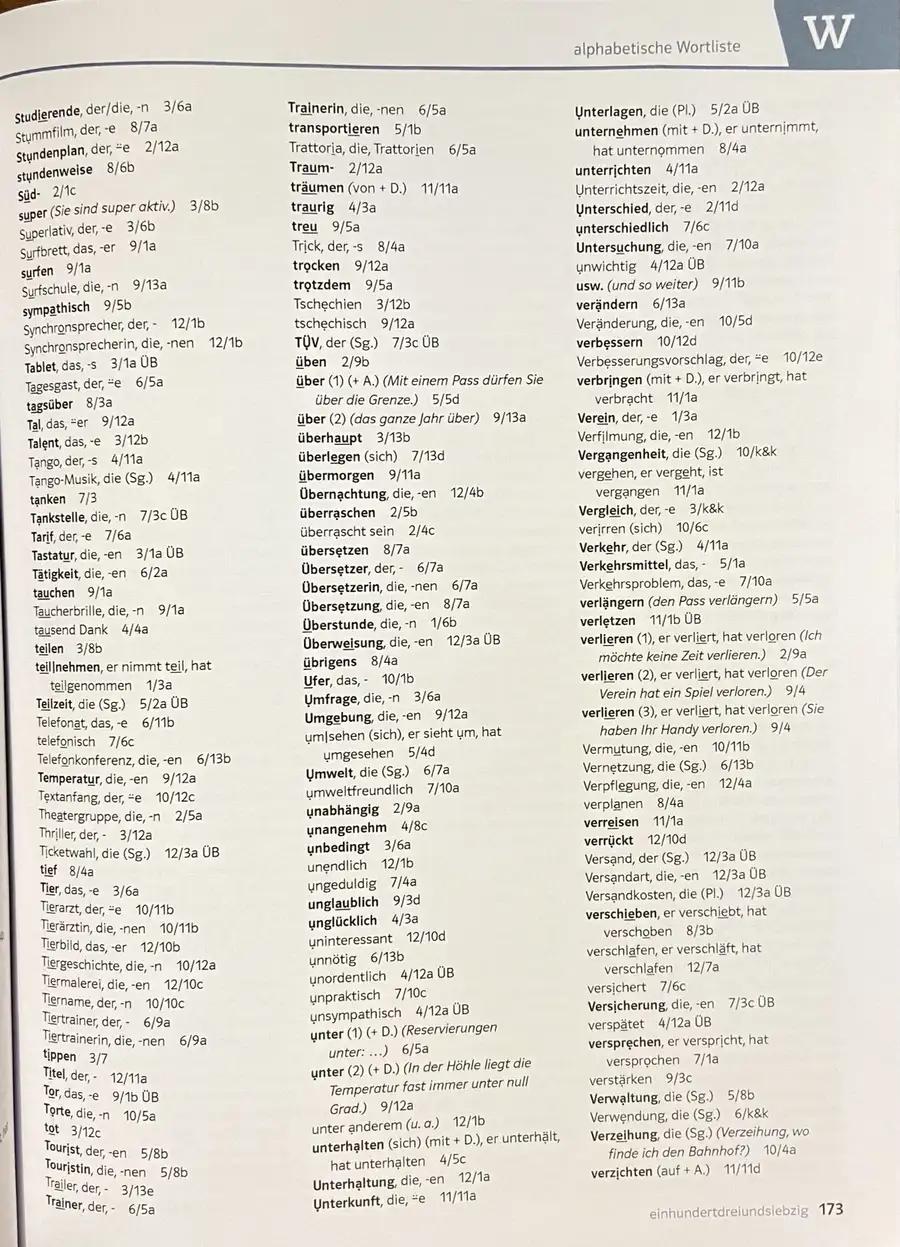 alphabetische Wortliste
W
Studierende, der/die, -n 3/6a
Stummfilm, der, -e 8/7a
Stundenplan, der, ⸚e 2/12a
stundenweise 8/6b
Süd- 2/1c
super (Sie sind super aktiv.) 3/8b
Superlativ, der, -e 3/6b
Surfbrett, das, -er 9/1a
surfen 9/1a
Surfschule, die, -n 9/13a
sympathisch 9/5b
Synchronsprecher, der, - 12/1b
Synchronsprecherin, die, -nen 12/1b
Tablet, das, -s 3/1a ÜB
Tagesgast, der, ⸚e 6/5a
tagsüber 8/3a
Tal, das, ⸚er 9/12a
Talent, das, -e 3/12b
Tango, der, -s 4/11a
Tango-Musik, die (Sg.) 4/11a
tanken 7/3
Tankstelle, die, -n 7/3c ÜB
Tarif, der, -e 7/6a
Tastatur, die, -en 3/1a ÜB
Tätigkeit, die, -en 6/2a
tauchen 9/1a
Taucherbrille, die, -n 9/1a
tausend Dank 4/4a
teilen 3/8b
teil|nehmen, er nimmt teil, hat
teilgenommen 1/3a
Teilzeit, die (Sg.) 5/2a ÜB
Telefonat, das, -e 6/11b
telefonisch 7/6c
Telefonkonferenz, die, -en 6/13b
Temperatur, die, -en 9/12a
Textanfang, der, ⸚e 10/12c
Theatergruppe, die, -n 2/5a
Thriller, der, - 3/12a
Ticketwahl, die (Sg.) 12/3a ÜB
tief 8/4a
Tier, das, -e 3/6a
Tierarzt, der, ⸚e 10/11b
Tierärztin, die, -nen 10/11b
Tierbild, das, -er 12/10b
Tiergeschichte, die, -n 10/12a
Tiermalerei, die, -en 12/10c
Tiername, der, -n 10/10c
Tiertrainer, der, - 6/9a
Tiertrainerin, die, -nen 6/9a
tippen 3/7
Titel, der, - 12/11a
Tor, das, -e 9/1b ÜB
Torte, die, -n 10/5a
tot 3/12c
Tourist, der, -en 5/8b
Touristin, die, -nen 5/8b
Trailer, der, - 3/13e
Trainer, der, - 6/5a
Trainerin, die, -nen 6/5a
transportieren 5/1b
Trattoria, die, Trattorien 6/5a
Traum- 2/12a
träumen (von + D.) 11/11a
traurig 4/3a
treu 9/5a
Trick, der, -s 8/4a
trocken 9/12a
trotzdem 9/5a
Tschechien 3/12b
tschechisch 9/12a
TÜV, der (Sg.) 7/3c ÜB
üben 2/9b
über (1) (+ A.) (Mit einem Pass dürfen Sie
über die Grenze.) 5/5d
über (2) (das ganze Jahr über) 9/13a
überhaupt 3/13b
überlegen (sich) 7/13d
übermorgen 9/11a
Übernachtung, die, -en 12/4b
überraschen 2/5b
überrascht sein 2/4c
übersetzen 8/7a
Übersetzer, der, - 6/7a
Übersetzerin, die, -nen 6/7a
Übersetzung, die, -en 8/7a
Überstunde, die, -n 1/6b
Überweisung, die, -en 12/3a ÜB
übrigens 8/4a
Ufer, das, - 10/1b
Umfrage, die, -n 3/6a
Umgebung, die, -en 9/12a
um|sehen (sich), er sieht um, hat
umgesehen 5/4d
Umwelt, die (Sg.) 6/7a
umweltfreundlich 7/10a
unabhängig 2/9a
unangenehm 4/8c
unbedingt 3/6a
unendlich 12/1b
ungeduldig 7/4a
unglaublich 9/3d
unglücklich 4/3a
uninteressant 12/10d
unnötig 6/13b
unordentlich 4/12a ÜB
unpraktisch 7/10c
unsympathisch 4/12a ÜB
unter (1) (+ D.) (Reservierungen
unter: …) 6/5a
unter (2) (+ D.) (In der Höhle liegt die
Temperatur fast immer unter null
Grad.) 9/12a
unter anderem (u. a.) 12/1b
unterhalten (sich) (mit + D.), er unterhält,
hat unterhalten 4/5c
Unterhaltung, die, -en 12/1a
Unterkunft, die, ⸚e 11/11a
Unterlagen, die (Pl.) 5/2a ÜB
unternehmen (mit + D.), er unternimmt,
hat unternommen 8/4a
unterrichten 4/11a
Unterrichtszeit, die, -en 2/12a
Unterschied, der, -e 2/11d
unterschiedlich 7/6c
Untersuchung, die, -en 7/10a
unwichtig 4/12a ÜB
usw. (und so weiter) 9/11b
verändern 6/13a
Veränderung, die, -en 10/5d
verbessern 10/12d
Verbesserungsvorschlag, der, ⸚e 10/12e
verbringen (mit + D.), er verbringt, hat
verbracht 11/1a
Verein, der, -e 1/3a
Verfilmung, die, -en 12/1b
Vergangenheit, die (Sg.) 10/k&k
vergehen, er vergeht, ist
vergangen 11/1a
Vergleich, der, -e 3/k&k
verirren (sich) 10/6c
Verkehr, der (Sg.) 4/11a
Verkehrsmittel, das, - 5/1a
Verkehrsproblem, das, -e 7/10a
verlängern (den Pass verlängern) 5/5a
verletzen 11/1b ÜB
verlieren (1), er verliert, hat verloren (Ich
möchte keine Zeit verlieren.) 2/9a
verlieren (2), er verliert, hat verloren (Der
Verein hat ein Spiel verloren.) 9/4
verlieren (3), er verliert, hat verloren (Sie
haben Ihr Handy verloren.) 9/4
Vermutung, die, -en 10/11b
Vernetzung, die (Sg.) 6/13b
Verpflegung, die, -en 12/4a
verplanen 8/4a
verreisen 11/1a
verrückt 12/10d
Versand, der (Sg.) 12/3a ÜB
Versandart, die, -en 12/3a ÜB
Versandkosten, die (Pl.) 12/3a ÜB
verschieben, er verschiebt, hat
verschoben 8/3b
verschlafen, er verschläft, hat
verschlafen 12/7a
versichert 7/6c
Versicherung, die, -en 7/3c ÜB
verspätet 4/12a ÜB
versprechen, er verspricht, hat
versprochen 7/1a
verstärken 9/3c
Verwaltung, die (Sg.) 5/8b
Verwendung, die (Sg.) 6/k&k
Verzeihung, die (Sg.) (Verzeihung, wo
finde ich den Bahnhof?) 10/4a
verzichten (auf + A.) 11/11d
einhundertdreiundsiebzig 173